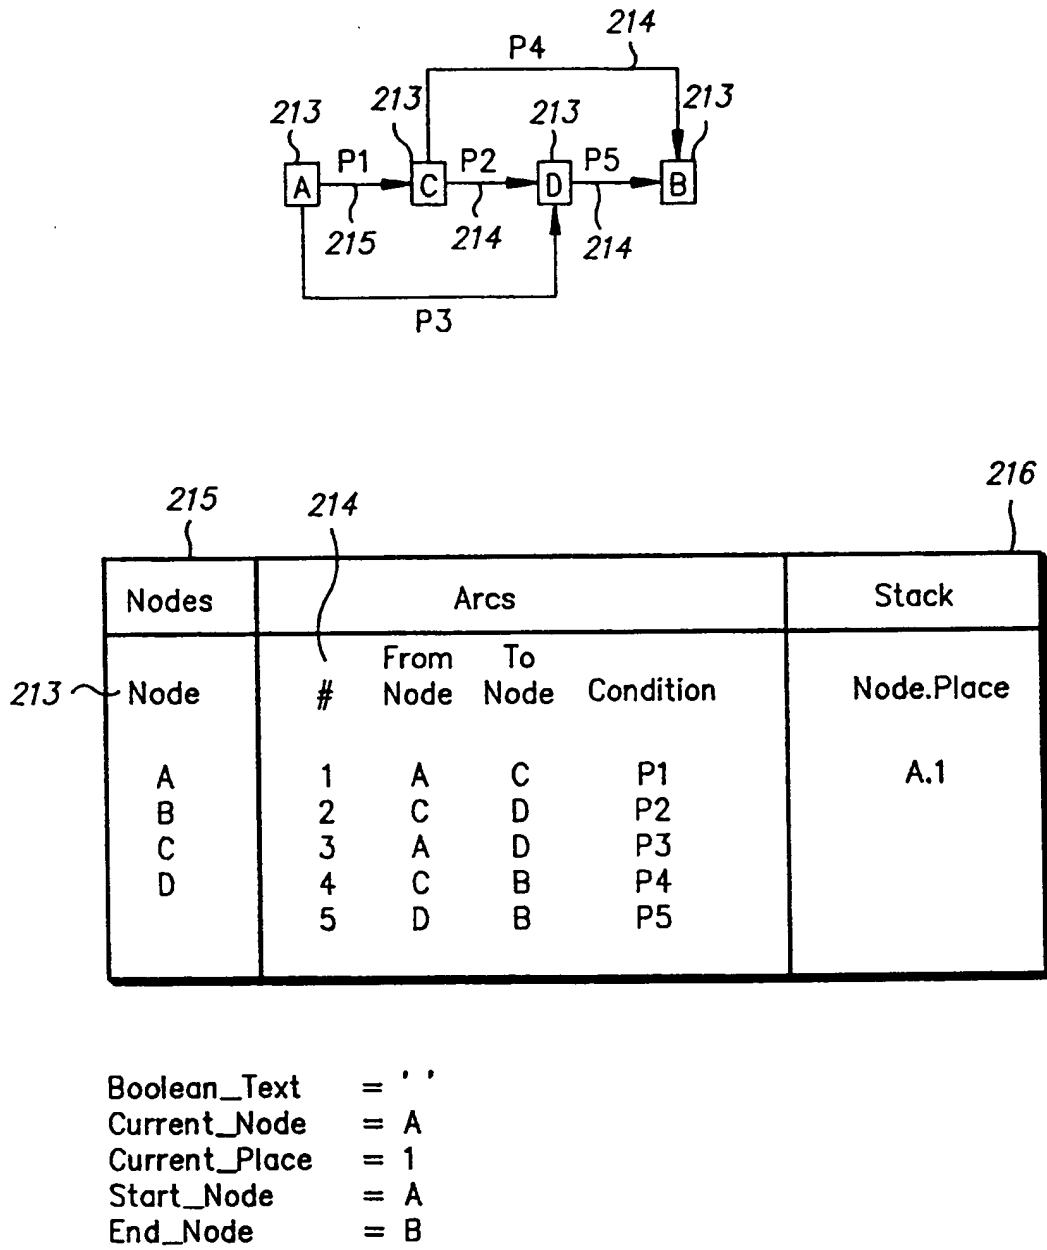 214
P4
213 213 213 213
P1 P2 P5
A C D B
215 214 214
P3
216
215 214
Nodes Arcs Stack
From To
213 Node # Node Node Condition Node.Place
A 1 A C P1 A.1
B 2 C D P2
C 3 A D P3
D 4 C B P4
5 D B P5
Boolean_Text = ' '
Current_Node = A
Current_Place = 1
Start_Node = A
End_Node = B